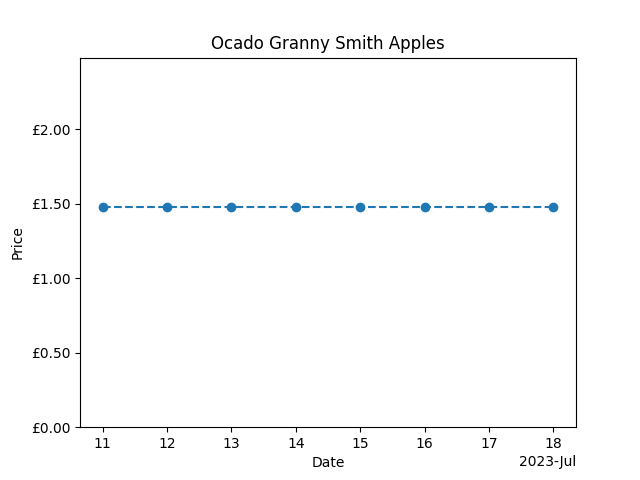 Ocado Granny Smith Apples
£2.00
£1.50
£1.00
£0.50
£0.00
Price
11 12 13 14 15 16 17 18
Date
2023-Jul